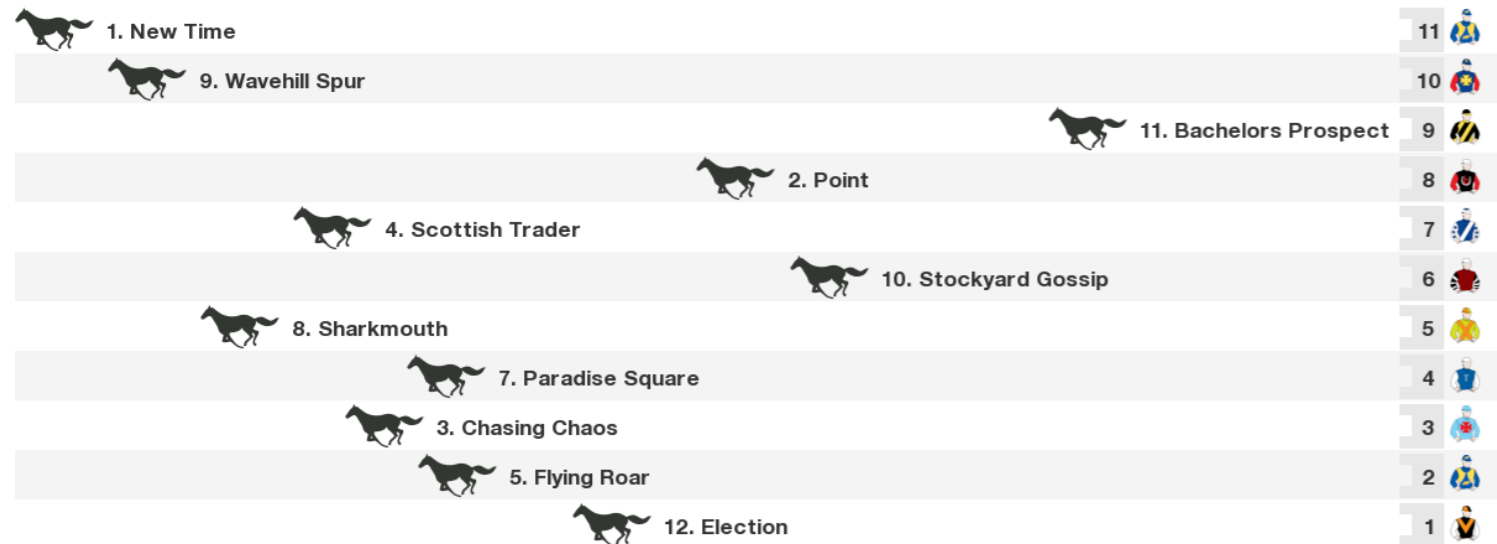 1. New Time 11
9. Wavehill Spur 10
11. Bachelors Prospect 9
2. Point 8
4. Scottish Trader 7
10. Stockyard Gossip 6
8. Sharkmouth 5
7. Paradise Square 4
3. Chasing Chaos 3
5. Flying Roar 2
12. Election 1